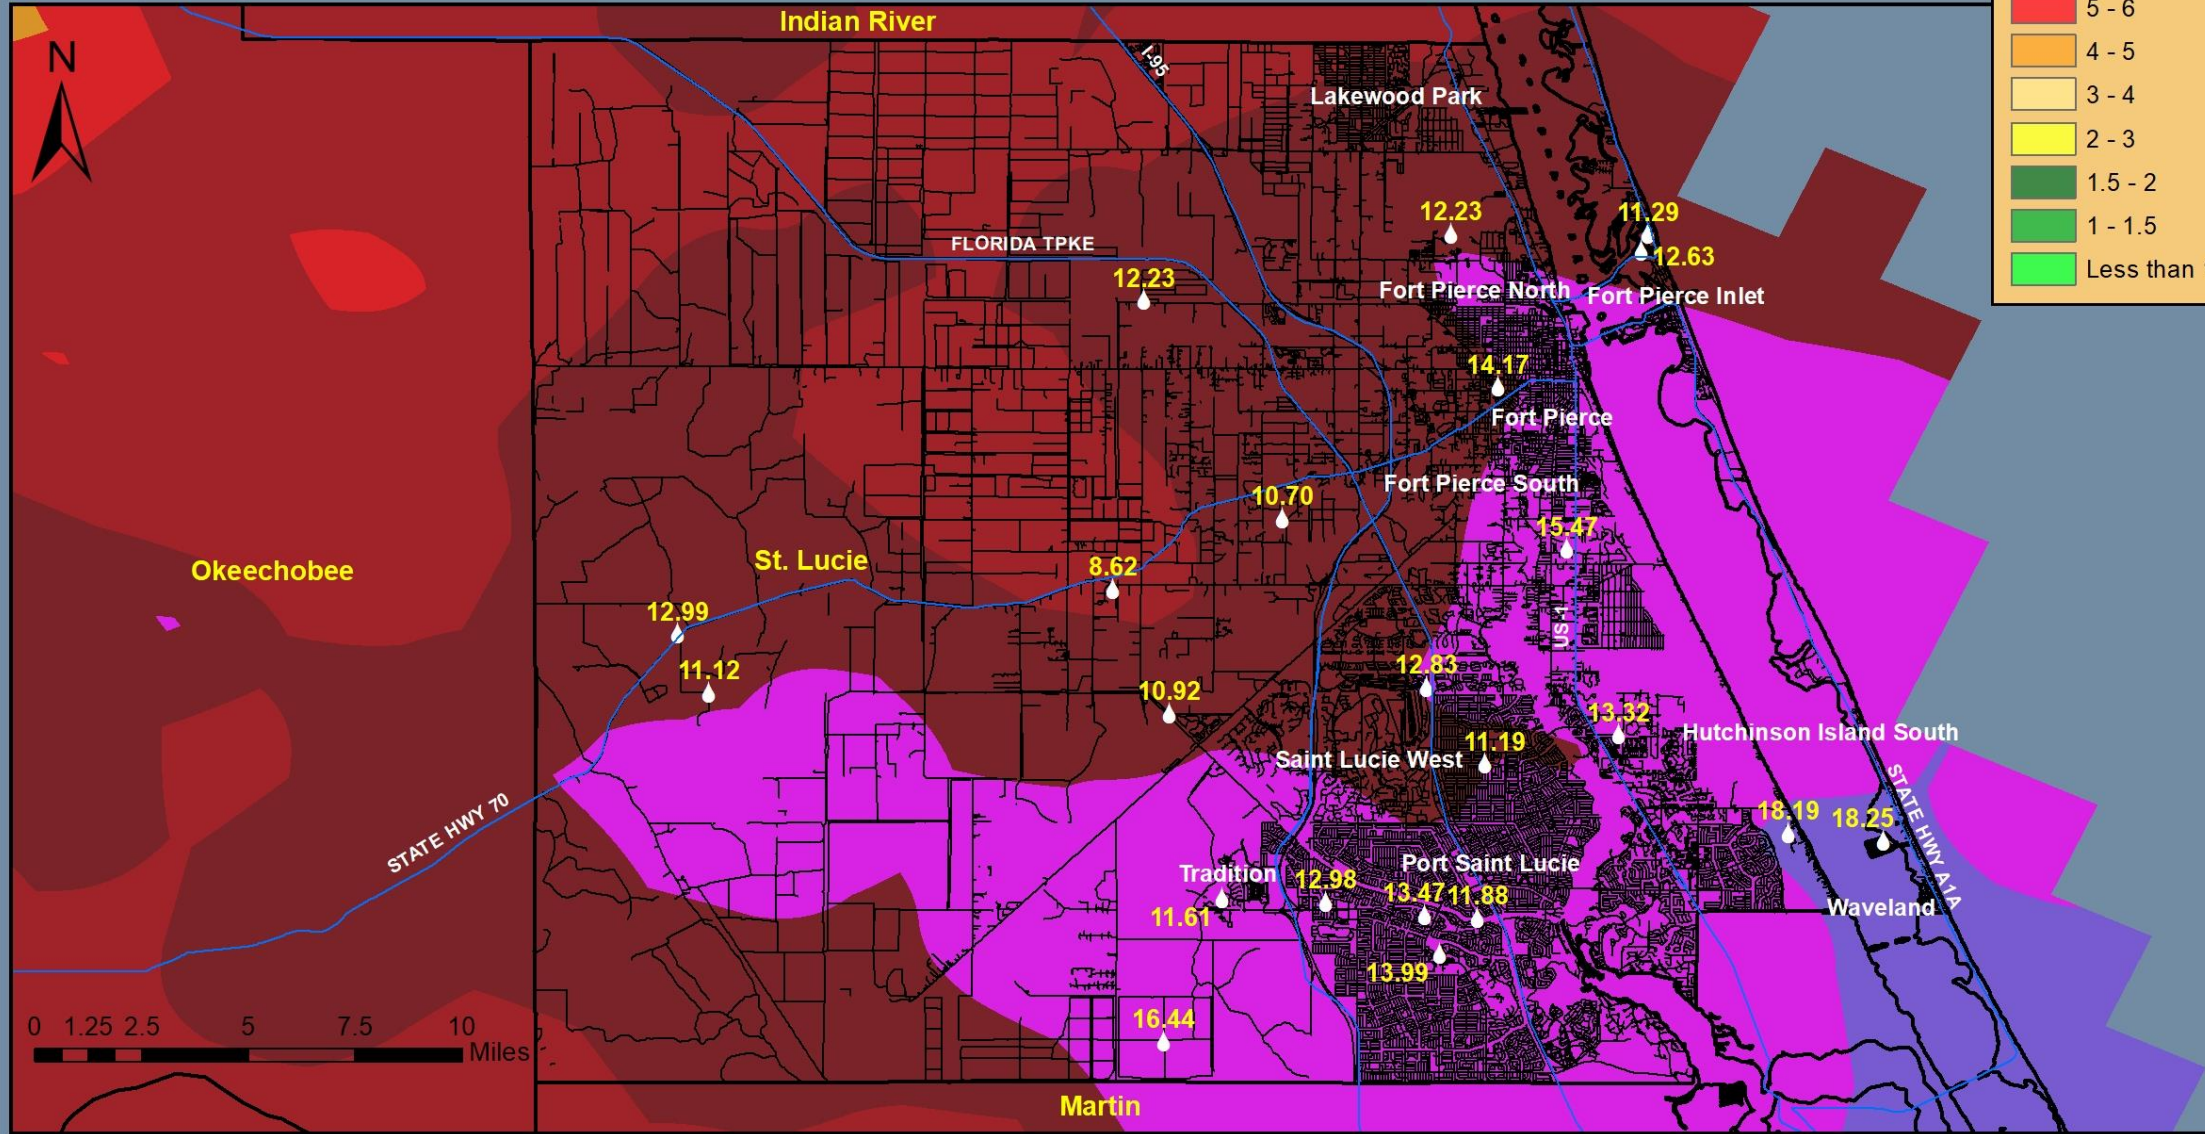 Indian River
5 - 6
4 - 5
3 - 4
2 - 3
1.5 - 2
1 - 1.5
Less than
N
I-95
Lakewood Park
12.23
11.29
12.63
FLORIDA TPKE
12.23
Fort Pierce North
Fort Pierce Inlet
14.17
Fort Pierce
Fort Pierce South
10.70
15.47
Okeechobee
St. Lucie
8.62
12.99
US 1
11.12
12.83
10.92
13.32
Hutchinson Island South
11.19
Saint Lucie West
STATE HWY 70
STATE HWY A1A
18.19
18.25
Port Saint Lucie
Tradition
12.98
13.47
11.88
11.61
Waveland
13.99
16.44
0 1.25 2.5 5 7.5 10
Miles
Martin